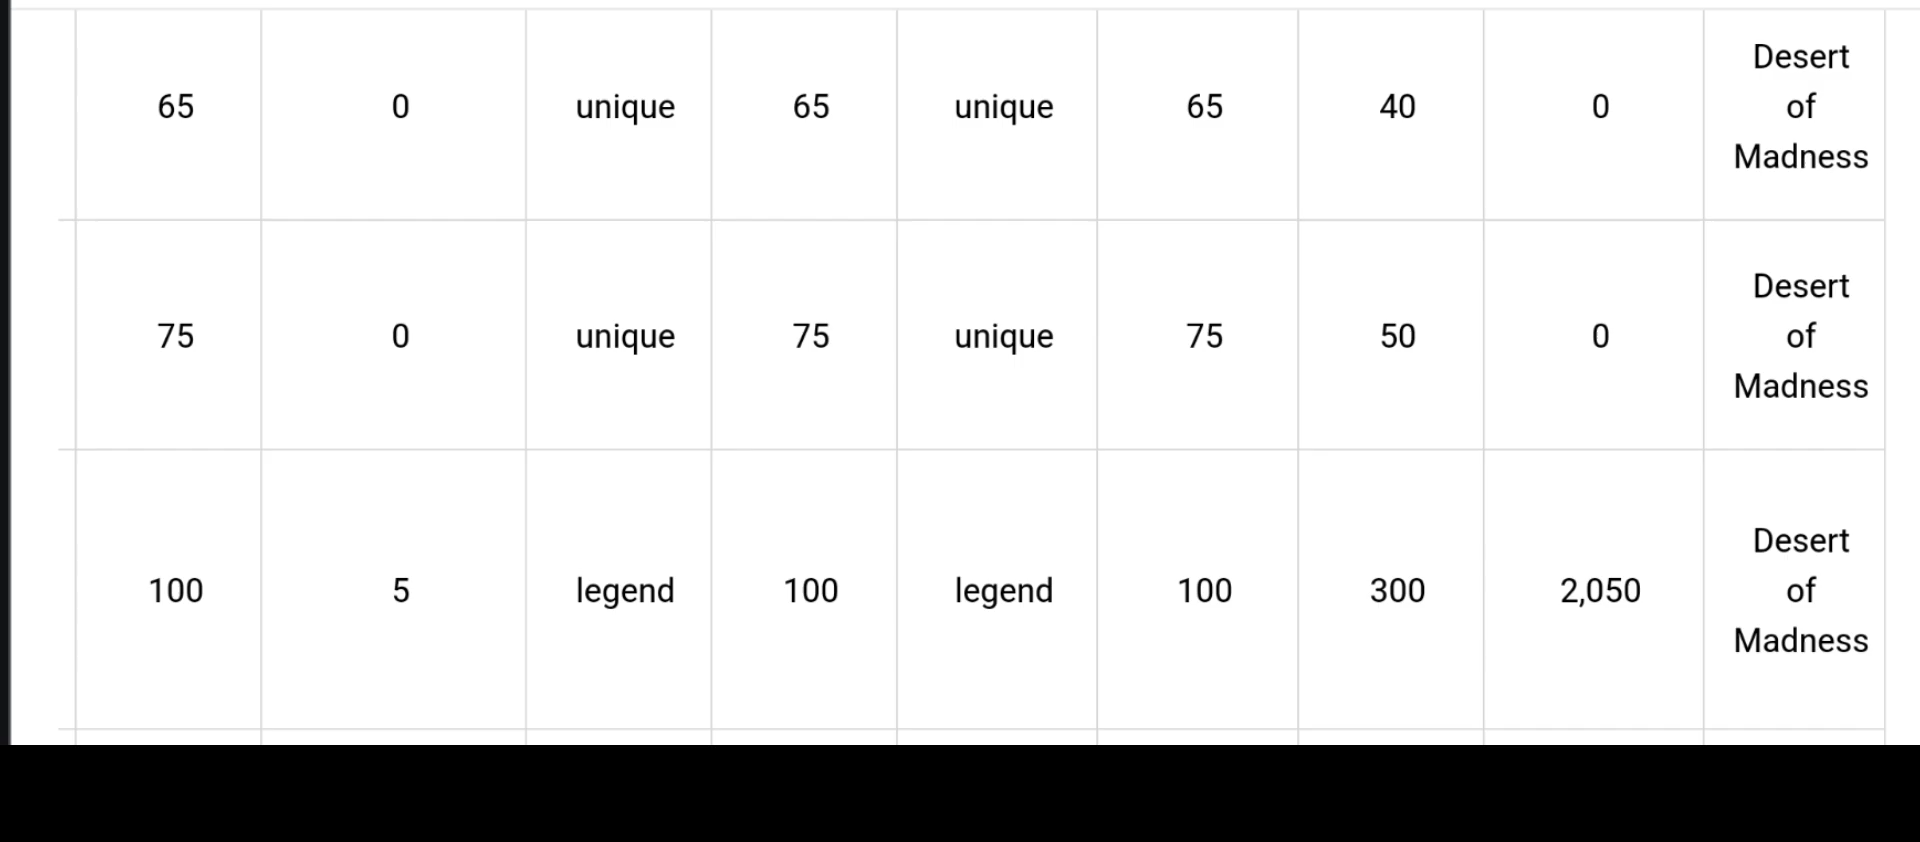 65 0 unique 65 unique 65 40 0 Desert of Madness
75 0 unique 75 unique 75 50 0 Desert of Madness
100 5 legend 100 legend 100 300 2,050 Desert of Madness